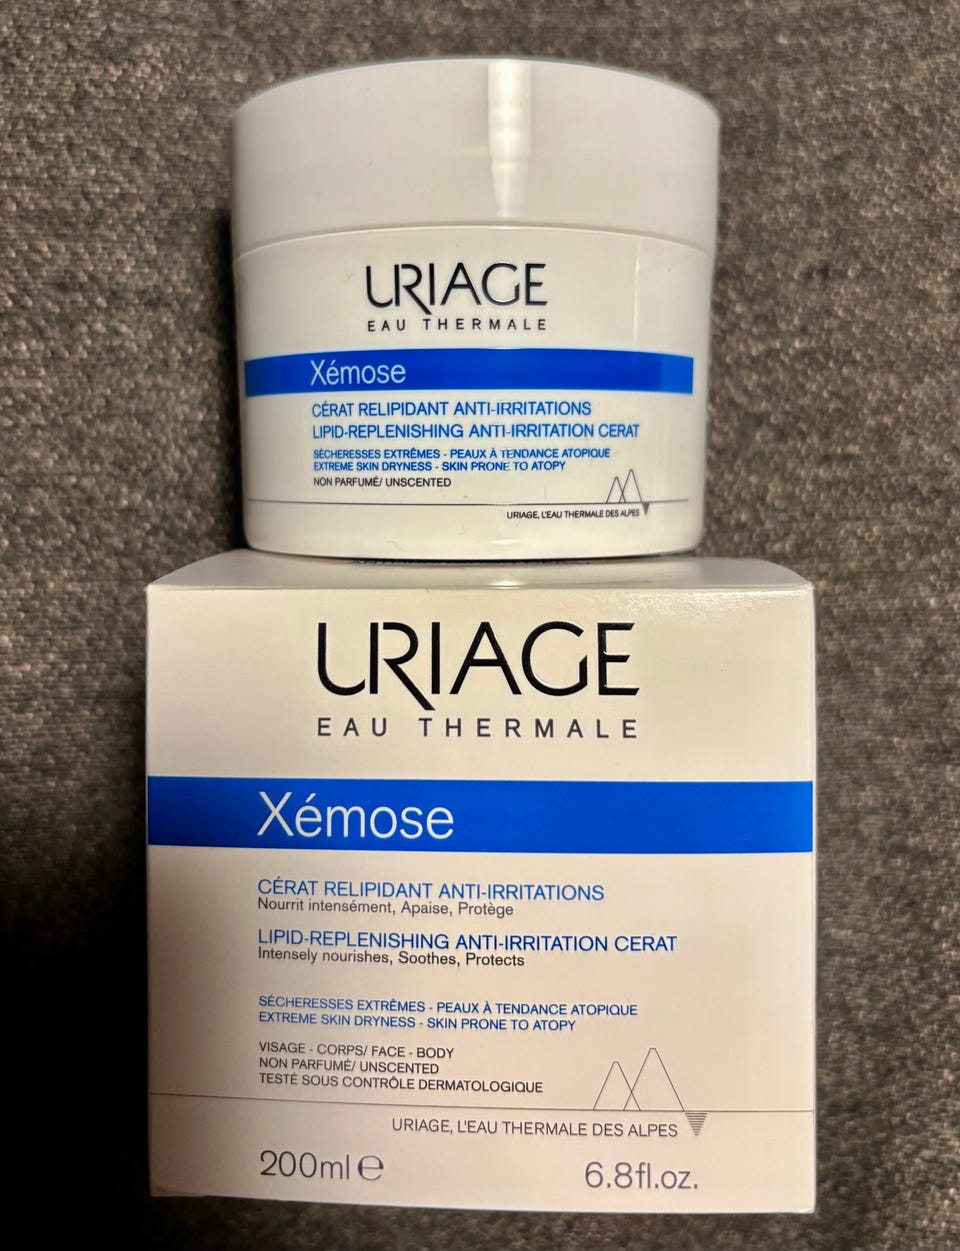 URIAGE
EAU THERMALE
Xémose
CÉRAT RELIPIDANT ANTI-IRRITATIONS
LIPID-REPLENISHING ANTI-IRRITATION CERAT
SÉCHERESSES EXTRÊMES - PEAUX À TENDANCE ATOPIQUE
EXTREME SKIN DRYNESS - SKIN PRONE TO ATOPY
NON PARFUMÉ/ UNSCENTED
URIAGE, L'EAU THERMALE DES ALPES
URIAGE
EAU THERMALE
Xémose
CÉRAT RELIPIDANT ANTI-IRRITATIONS
Nourrit intensément, Apaise, Protège
LIPID-REPLENISHING ANTI-IRRITATION CERAT
Intensely nourishes, Soothes, Protects
SÉCHERESSES EXTRÊMES - PEAUX À TENDANCE ATOPIQUE
EXTREME SKIN DRYNESS - SKIN PRONE TO ATOPY
VISAGE - CORPS/ FACE - BODY
NON PARFUMÉ/ UNSCENTED
TESTÉ SOUS CONTRÔLE DERMATOLOGIQUE
URIAGE, L'EAU THERMALE DES ALPES
200ml ℮ 6.8fl.oz.